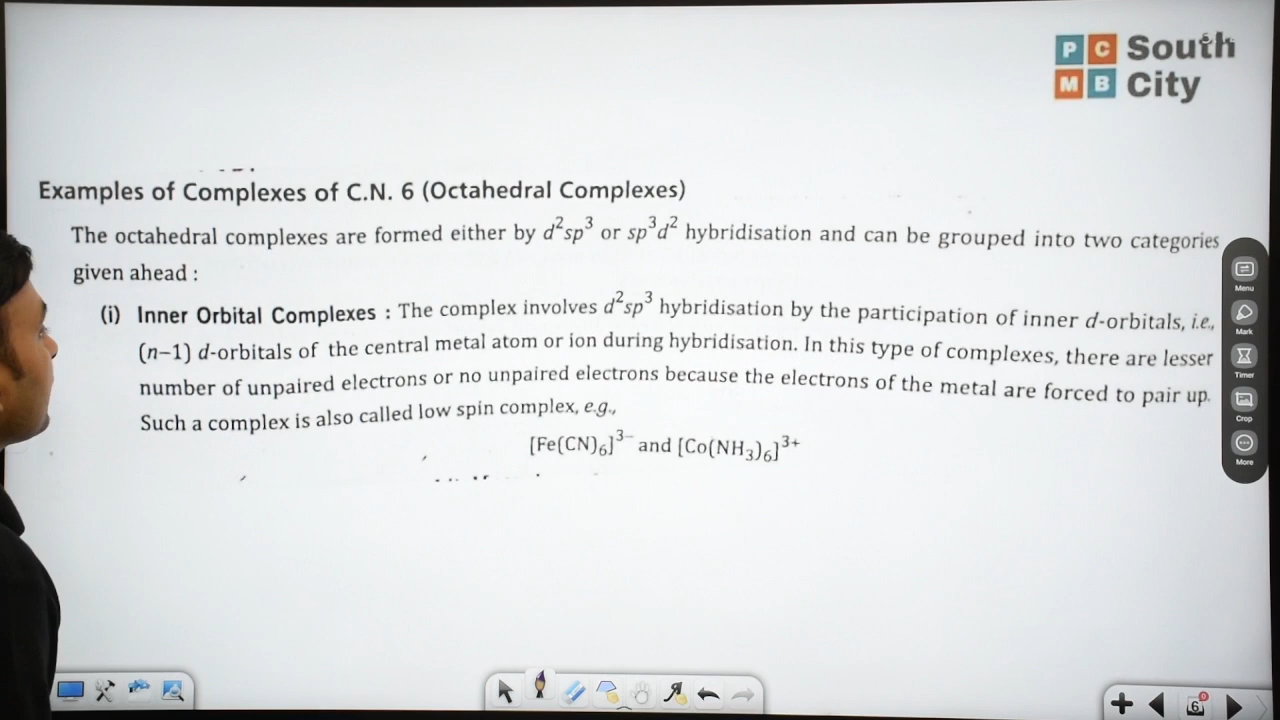 P C South
M B City
Examples of Complexes of C.N. 6 (Octahedral Complexes)
The octahedral complexes are formed either by d²sp³ or sp³d² hybridisation and can be grouped into two categories
given ahead :
(i) Inner Orbital Complexes : The complex involves d²sp³ hybridisation by the participation of inner d-orbitals, i.e.,
(n–1) d-orbitals of the central metal atom or ion during hybridisation. In this type of complexes, there are lesser
number of unpaired electrons or no unpaired electrons because the electrons of the metal are forced to pair up.
Such a complex is also called low spin complex, e.g.,
[Fe(CN)₆]³⁻ and [Co(NH₃)₆]³⁺
Menu
Mark
Timer
Crop
More
6